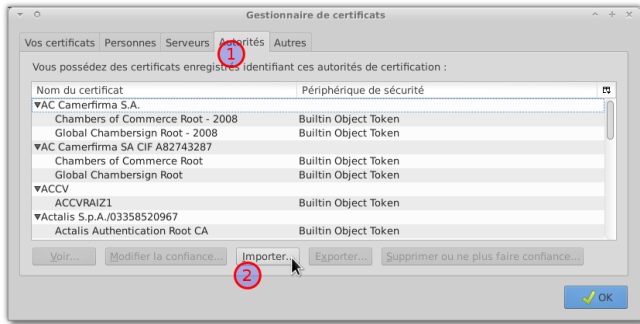 Gestionnaire de certificats
Vos certificats Personnes Serveurs Autorités Autres
1
Vous possédez des certificats enregistrés identifiant ces autorités de certification :
Nom du certificat Périphérique de sécurité
AC Camerfirma S.A.
Chambers of Commerce Root - 2008 Builtin Object Token
Global Chambersign Root - 2008 Builtin Object Token
AC Camerfirma SA CIF A82743287
Chambers of Commerce Root Builtin Object Token
Global Chambersign Root Builtin Object Token
ACCV
ACCVRAIZ1 Builtin Object Token
Actalis S.p.A./03358520967
Actalis Authentication Root CA Builtin Object Token
Voir... Modifier la confiance... Importer... Exporter... Supprimer ou ne plus faire confiance...
2
OK